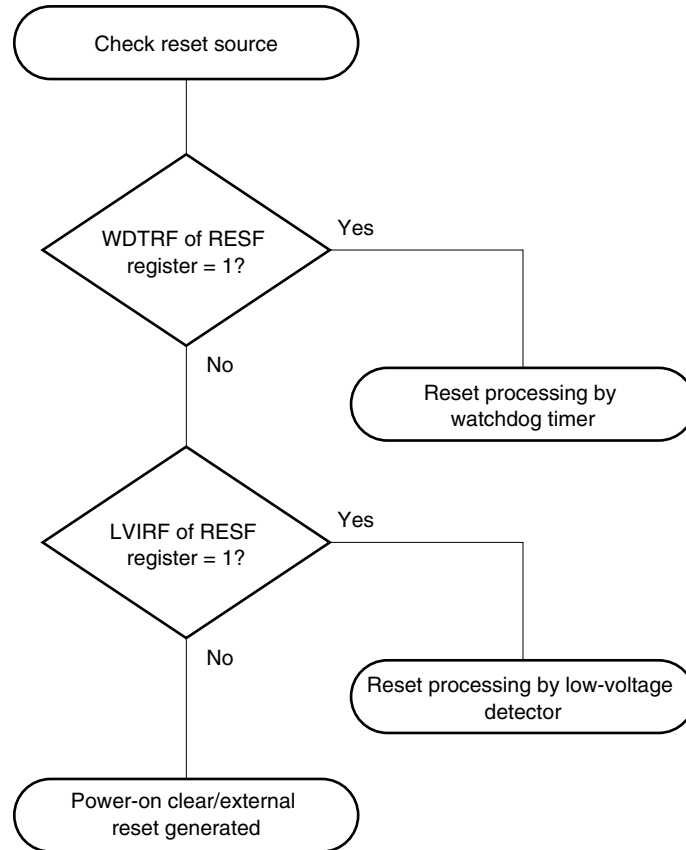 Check reset source
WDTRF of RESF
register = 1?
Yes
No
Reset processing by
watchdog timer
LVIRF of RESF
register = 1?
Yes
No
Reset processing by low-voltage
detector
Power-on clear/external
reset generated